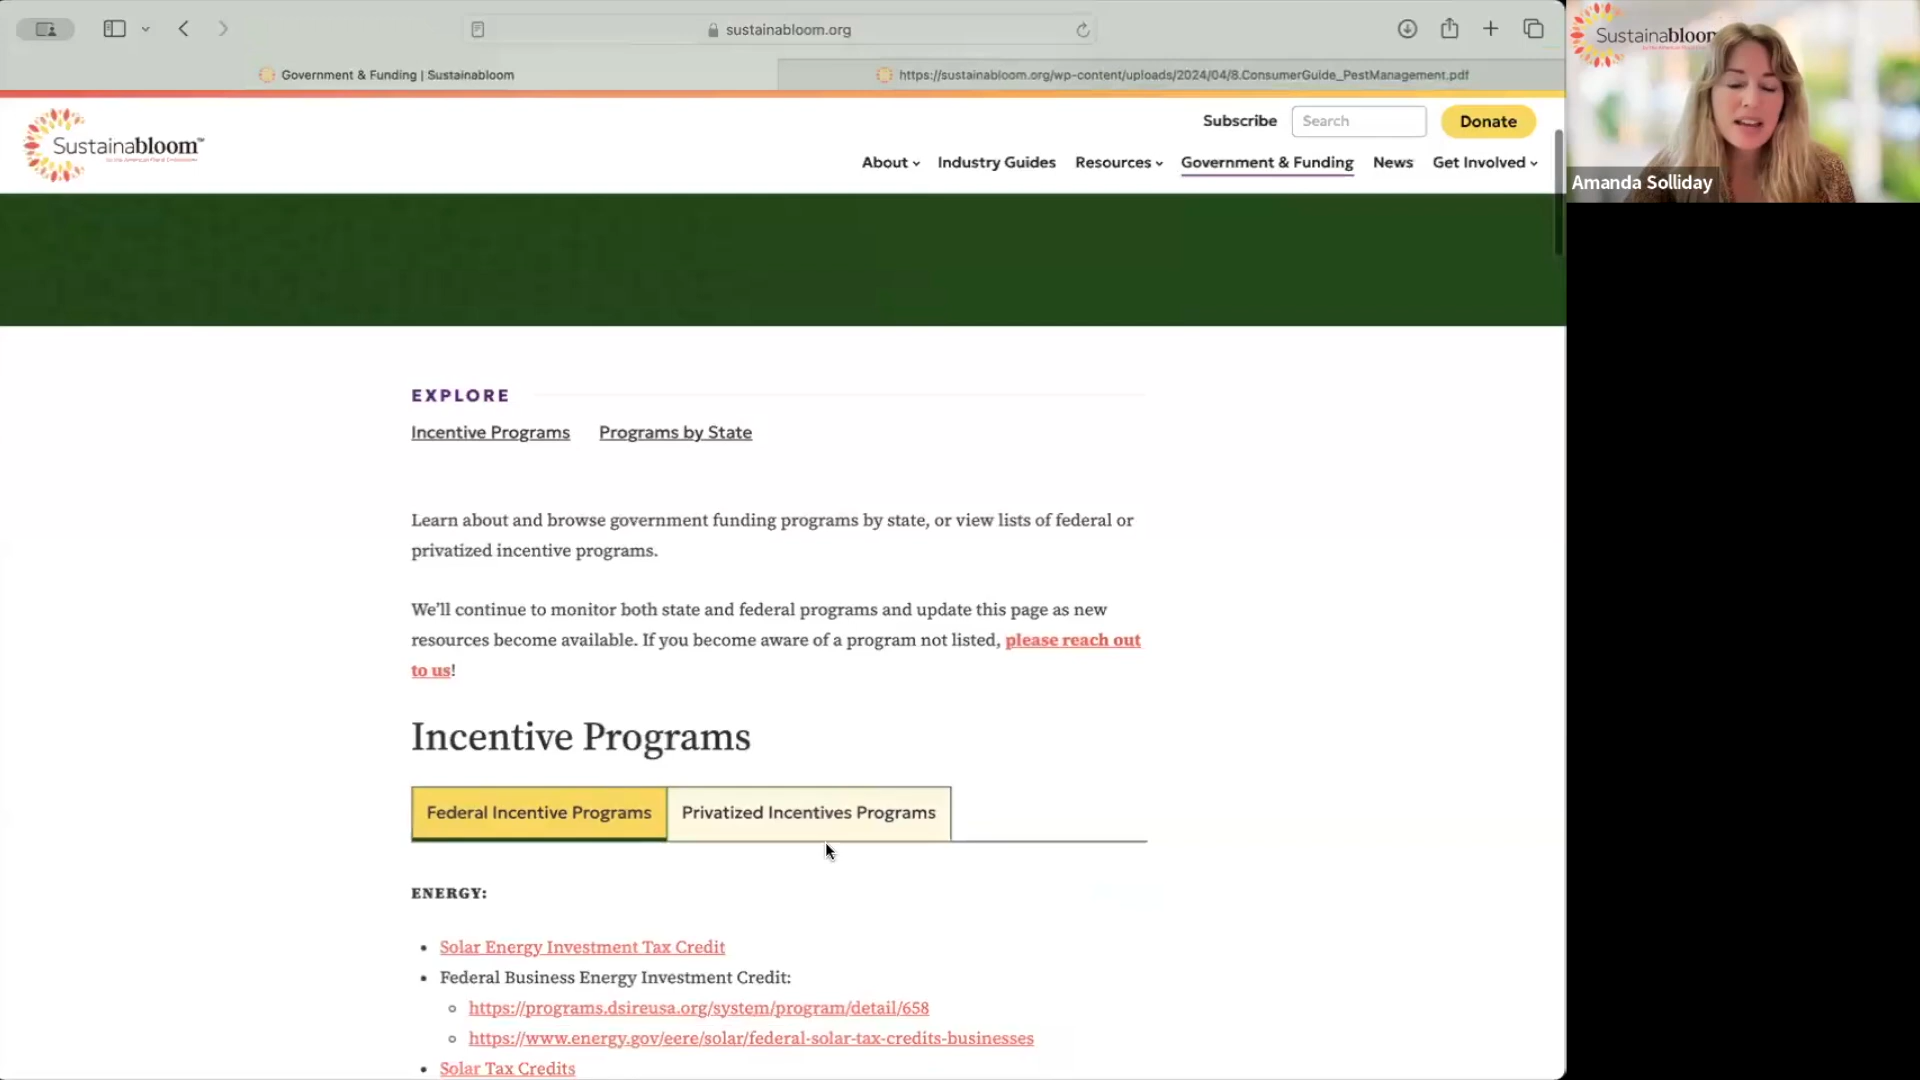 sustainabloom.org
Government & Funding | Sustainabloom
https://sustainabloom.org/wp-content/uploads/2024/04/8.ConsumerGuide_PestManagement.pdf
Sustainabloom™
Subscribe
Search
Donate
About
Industry Guides
Resources
Government & Funding
News
Get Involved
EXPLORE
Incentive Programs
Programs by State
Learn about and browse government funding programs by state, or view lists of federal or
privatized incentive programs.
We’ll continue to monitor both state and federal programs and update this page as new
resources become available. If you become aware of a program not listed, please reach out
to us!
Incentive Programs
Federal Incentive Programs
Privatized Incentives Programs
ENERGY:
Solar Energy Investment Tax Credit
Federal Business Energy Investment Credit:
https://programs.dsireusa.org/system/program/detail/658
https://www.energy.gov/eere/solar/federal-solar-tax-credits-businesses
Solar Tax Credits
Sustainabloom
Amanda Solliday